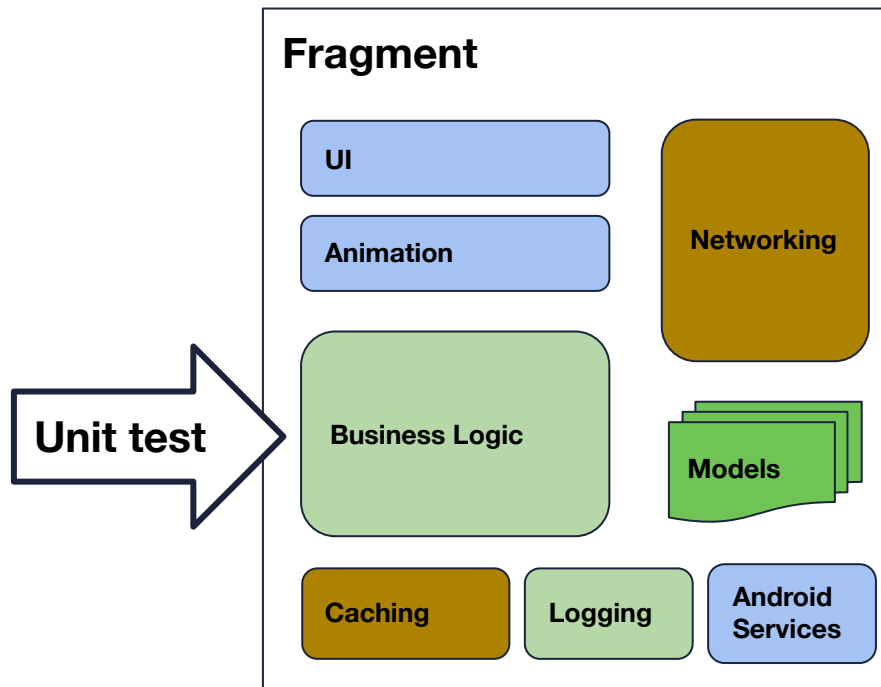 Fragment
UI
Animation
Networking
Unit test
Business Logic
Models
Caching
Logging
Android
Services